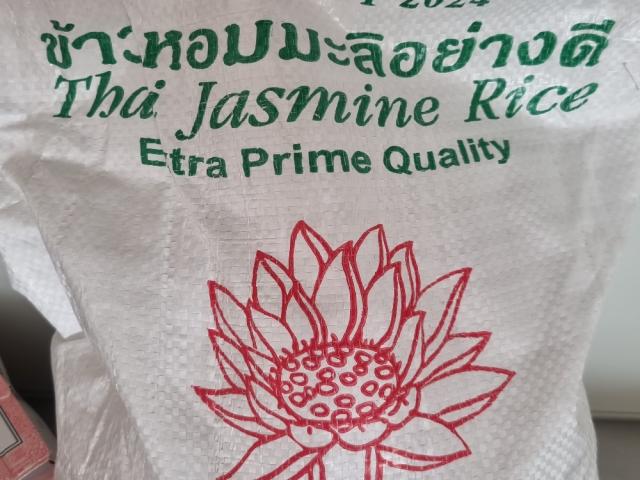 2024
ข้าวหอมมะลิอย่างดี
Thai Jasmine Rice
Extra Prime Quality